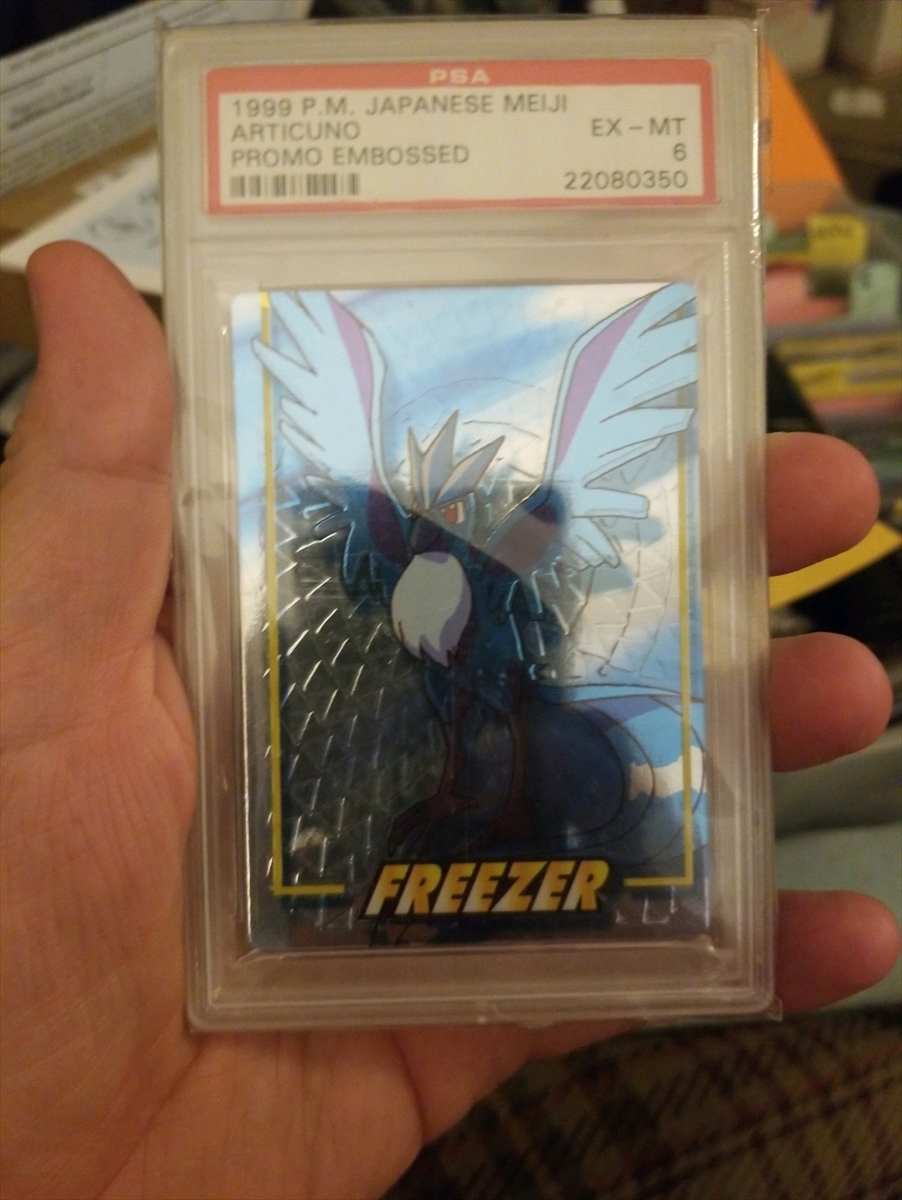 PSA
1999 P.M. JAPANESE MEIJI
ARTICUNO EX - MT
PROMO EMBOSSED 6
22080350
FREEZER